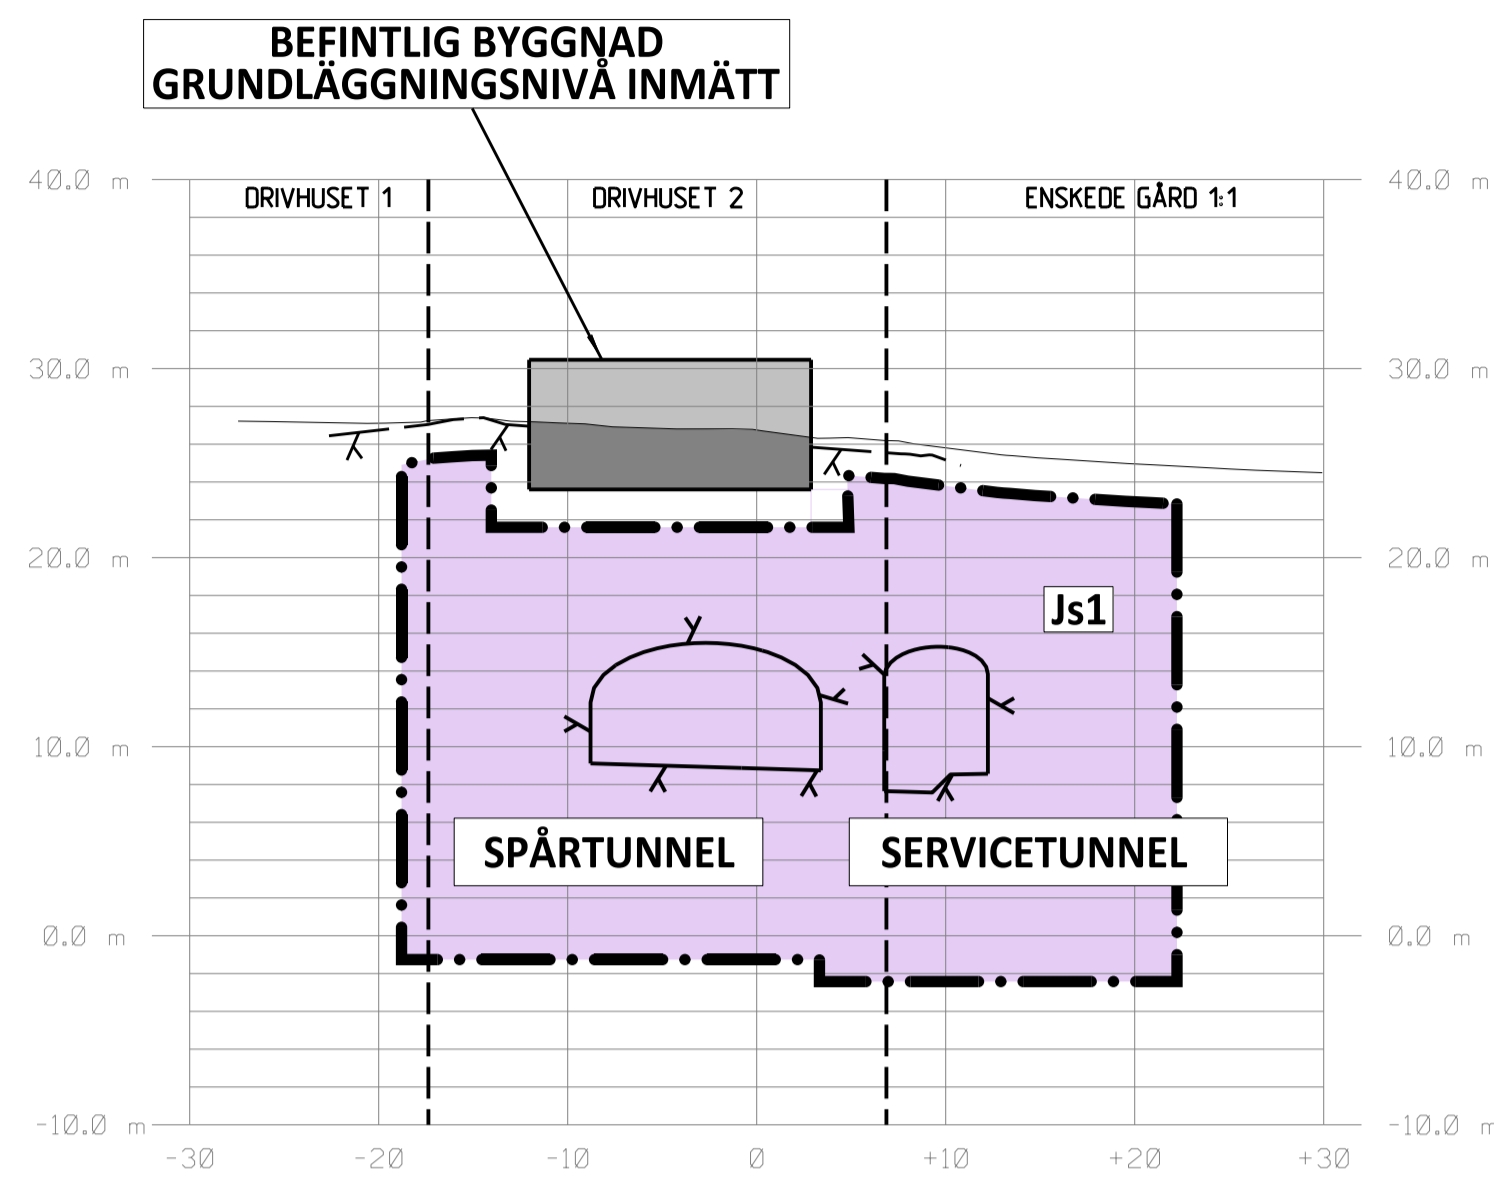 BEFINTLIG BYGGNAD
GRUNDLÄGGNINGSNIVÅ INMÄTT
40.0 m
DRIVHUSET 1
DRIVHUSET 2
ENSKEDE GÅRD 1:1
40.0 m
30.0 m
30.0 m
20.0 m
20.0 m
Js1
10.0 m
10.0 m
SPÅRTUNNEL
SERVICETUNNEL
0.0 m
0.0 m
-10.0 m
-10.0 m
-30
-20
-10
0
+10
+20
+30